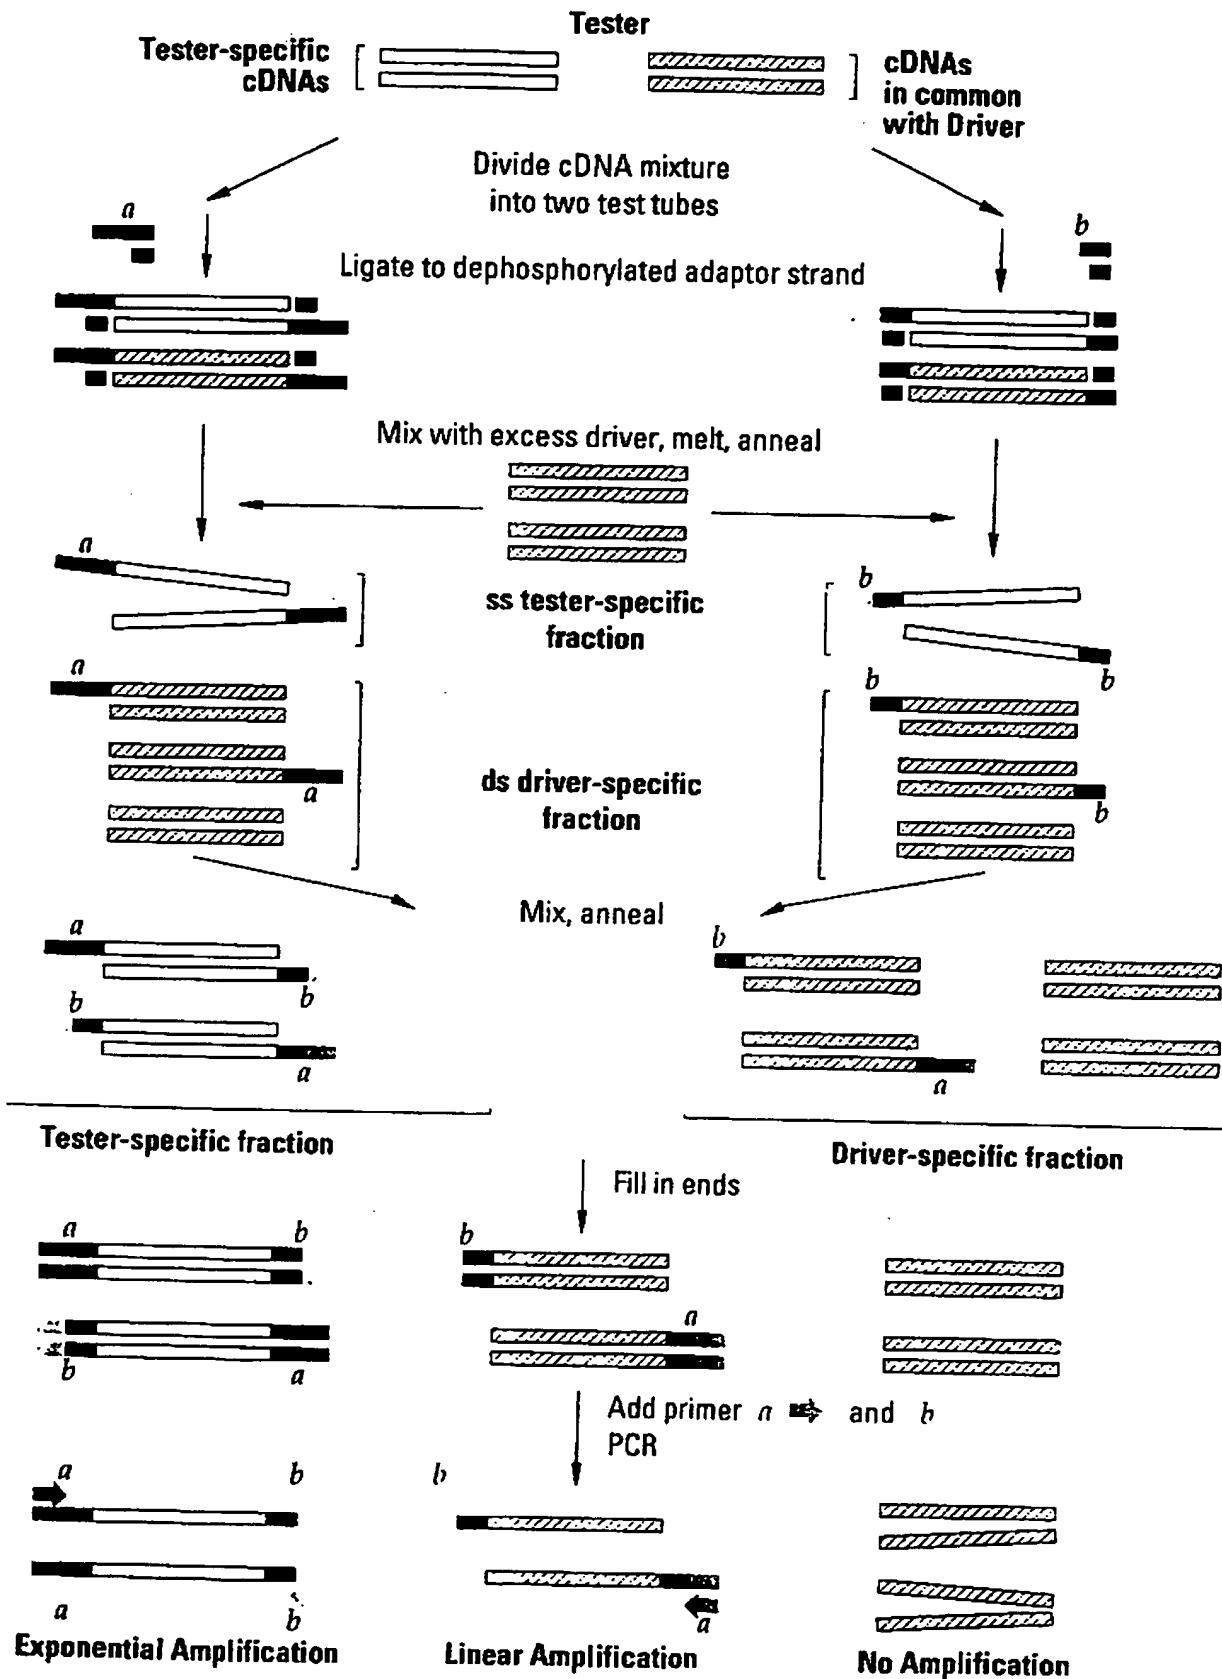 Tester
Tester-specific
cDNAs
cDNAs
in common
with Driver
Divide cDNA mixture
into two test tubes
a
b
Ligate to dephosphorylated adaptor strand
Mix with excess driver, melt, anneal
a
b
ss tester-specific
fraction
b
a
b
ds driver-specific
fraction
a
b
Mix, anneal
a
b
b
b
a
a
Tester-specific fraction
Driver-specific fraction
Fill in ends
a
b
b
a
b
a
Add primer a and b
PCR
a
b
b
a
b
a
Exponential Amplification
Linear Amplification
No Amplification